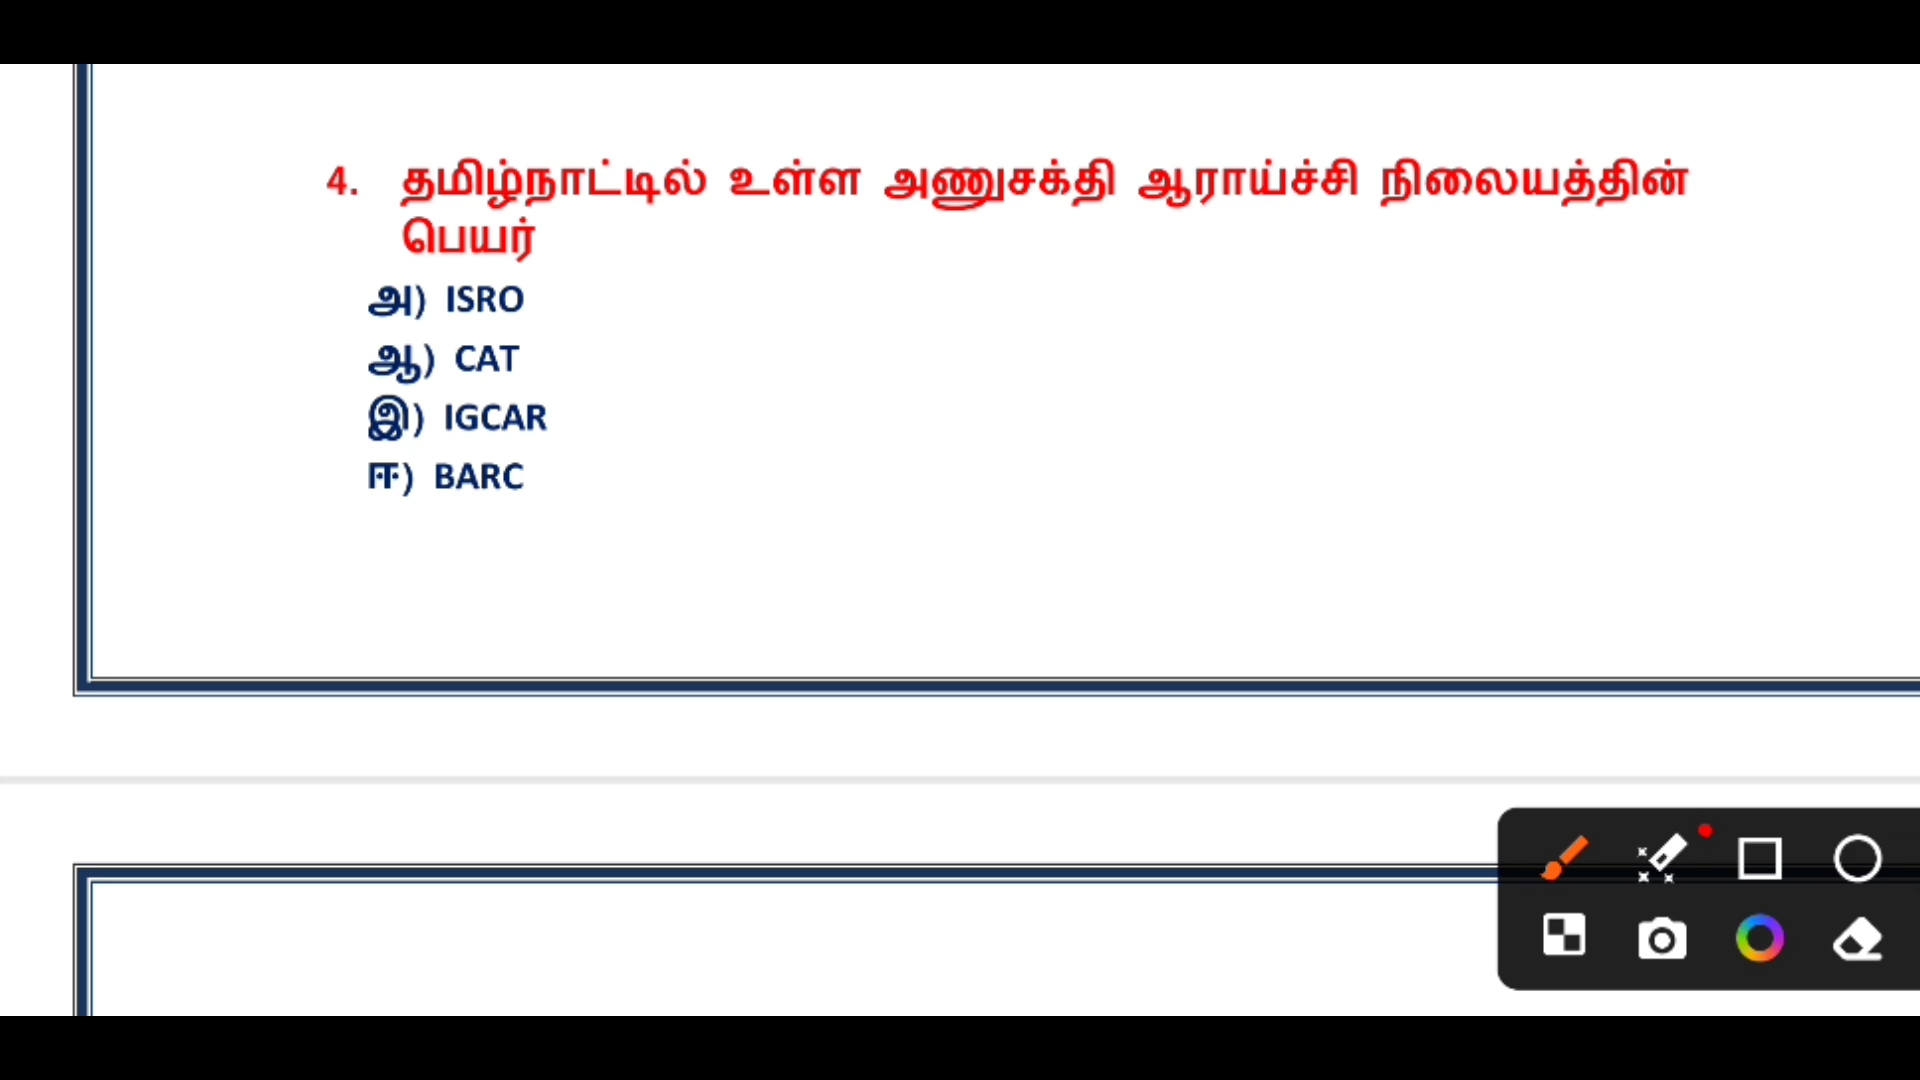 4. தமிழ்நாட்டில் உள்ள அணுசக்தி ஆராய்ச்சி நிலையத்தின்
பெயர்
அ) ISRO
ஆ) CAT
இ) IGCAR
ஈ) BARC